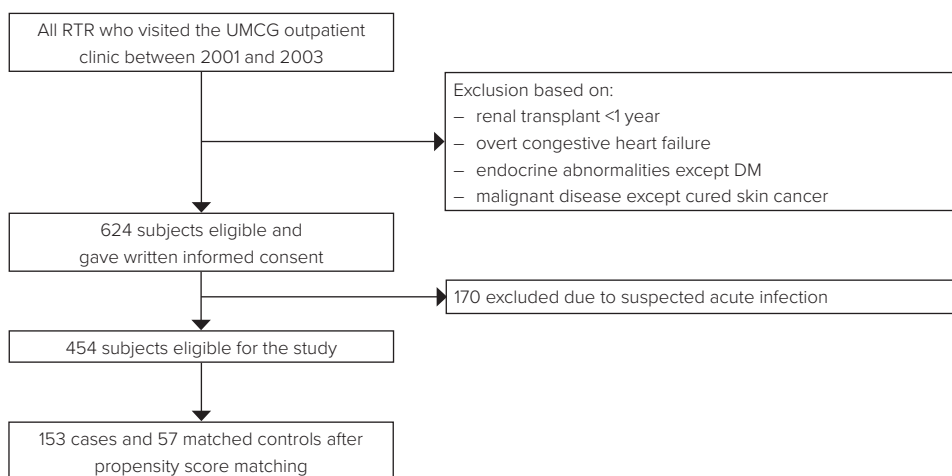 All RTR who visited the UMCG outpatient
clinic between 2001 and 2003
Exclusion based on:
– renal transplant <1 year
– overt congestive heart failure
– endocrine abnormalities except DM
– malignant disease except cured skin cancer
624 subjects eligible and
gave written informed consent
170 excluded due to suspected acute infection
454 subjects eligible for the study
153 cases and 57 matched controls after
propensity score matching